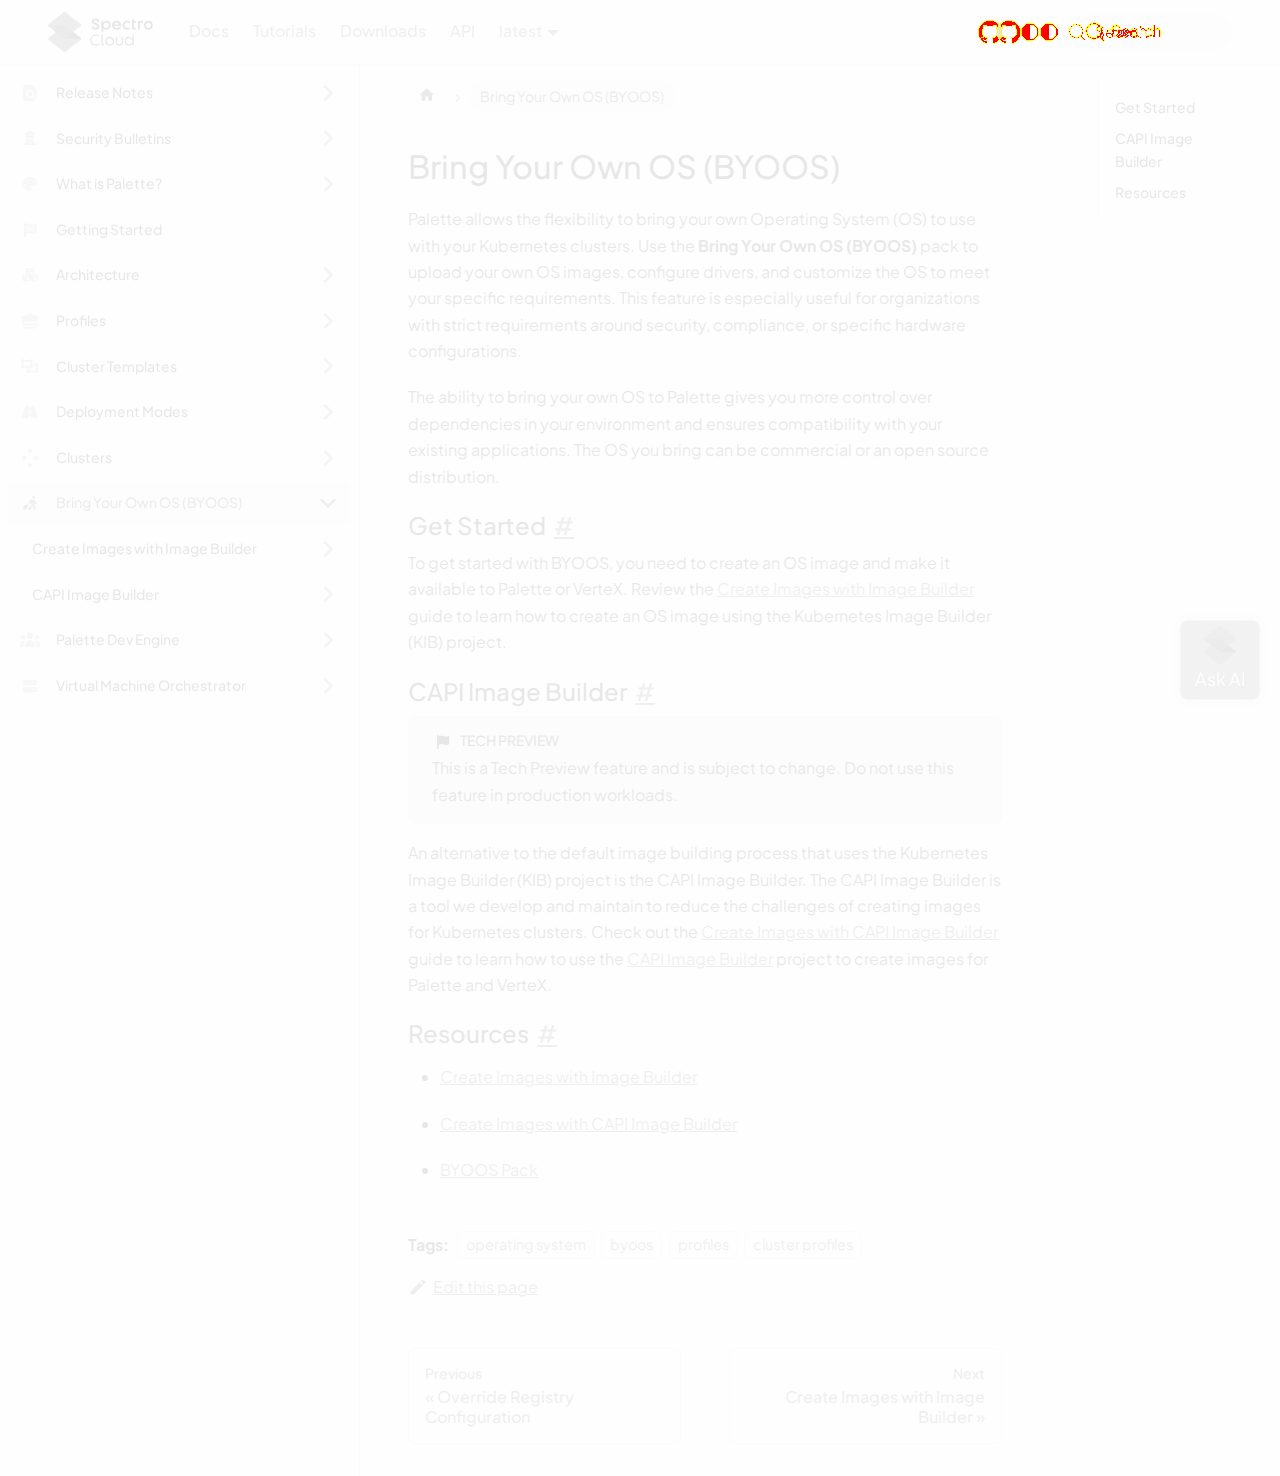 Spectro
Cloud
Docs
Tutorials
Downloads
API
latest
Search
Release Notes
Security Bulletins
What is Palette?
Getting Started
Architecture
Profiles
Cluster Templates
Deployment Modes
Clusters
Bring Your Own OS (BYOOS)
Create Images with Image Builder
CAPI Image Builder
Palette Dev Engine
Virtual Machine Orchestrator
Bring Your Own OS (BYOOS)
Bring Your Own OS (BYOOS)
Palette allows the flexibility to bring your own Operating System (OS) to use
with your Kubernetes clusters. Use the Bring Your Own OS (BYOOS) pack to
upload your own OS images, configure drivers, and customize the OS to meet
your specific requirements. This feature is especially useful for organizations
with strict requirements around security, compliance, or specific hardware
configurations.
The ability to bring your own OS to Palette gives you more control over
dependencies in your environment and ensures compatibility with your
existing applications. The OS you bring can be commercial or an open source
distribution.
Get Started #
To get started with BYOOS, you need to create an OS image and make it
available to Palette or VerteX. Review the Create Images with Image Builder
guide to learn how to create an OS image using the Kubernetes Image Builder
(KIB) project.
CAPI Image Builder #
TECH PREVIEW
This is a Tech Preview feature and is subject to change. Do not use this
feature in production workloads.
An alternative to the default image building process that uses the Kubernetes
Image Builder (KIB) project is the CAPI Image Builder. The CAPI Image Builder is
a tool we develop and maintain to reduce the challenges of creating images
for Kubernetes clusters. Check out the Create Images with CAPI Image Builder
guide to learn how to use the CAPI Image Builder project to create images for
Palette and VerteX.
Resources #
Create Images with Image Builder
Create Images with CAPI Image Builder
BYOOS Pack
Tags: operating system byoos profiles cluster profiles
Edit this page
Previous
« Override Registry
Configuration
Next
Create Images with Image
Builder »
Get Started
CAPI Image
Builder
Resources
Ask AI